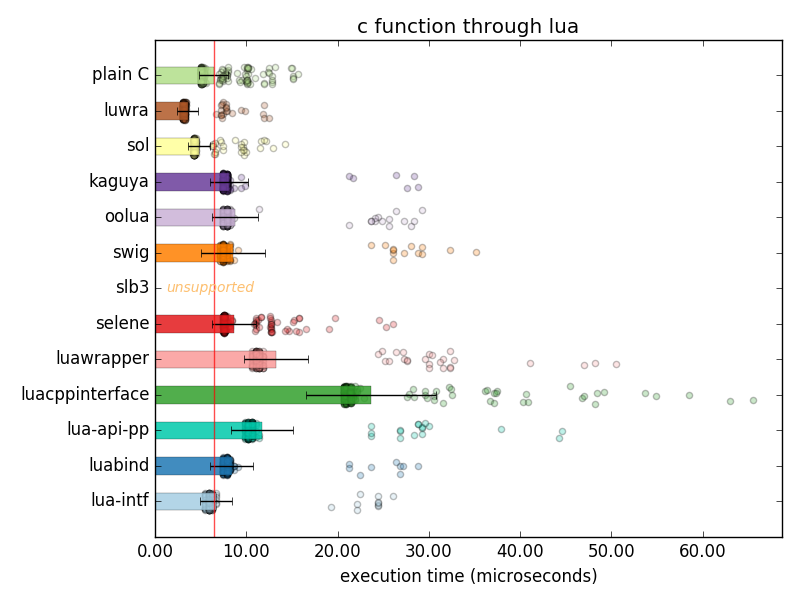 c function through lua
plain C
luwra
sol
kaguya
oolua
swig
slb3 unsupported
selene
luawrapper
luacppinterface
lua-api-pp
luabind
lua-intf
0.00 10.00 20.00 30.00 40.00 50.00 60.00
execution time (microseconds)